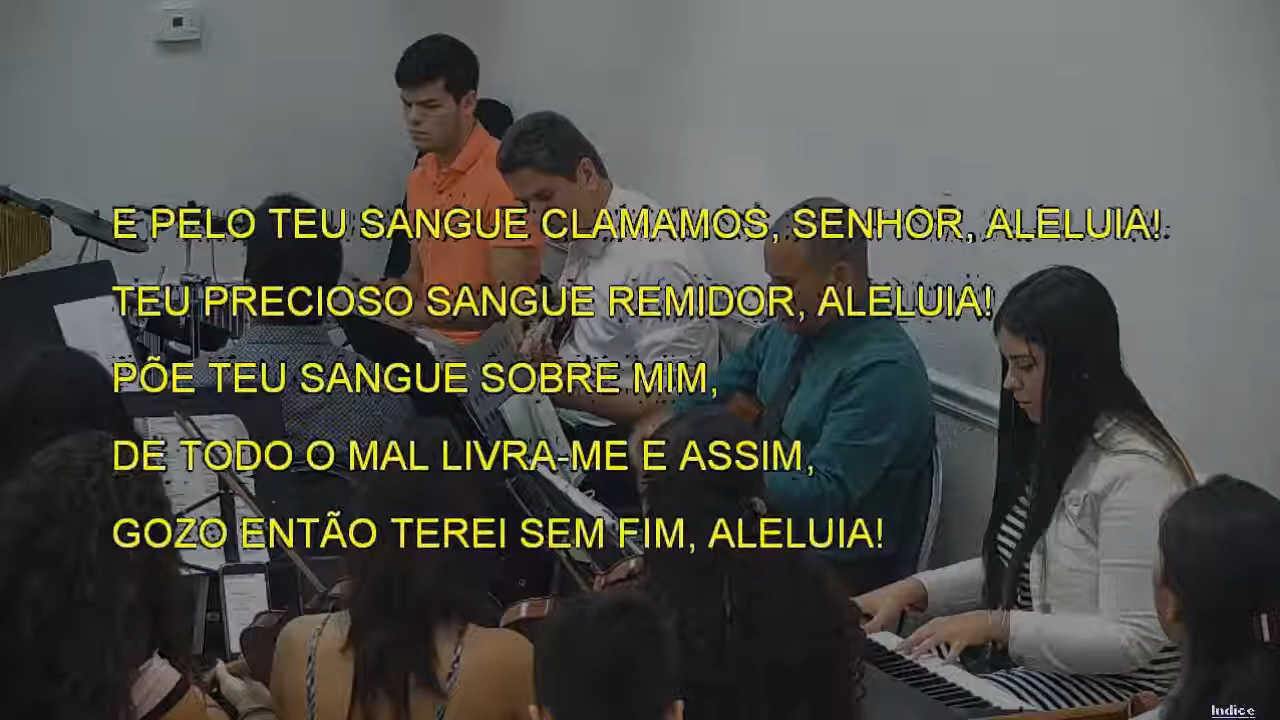 E PELO TEU SANGUE CLAMAMOS, SENHOR, ALELUIA!
TEU PRECIOSO SANGUE REMIDOR, ALELUIA!
PÕE TEU SANGUE SOBRE MIM,
DE TODO O MAL LIVRA-ME E ASSIM,
GOZO ENTÃO TEREI SEM FIM, ALELUIA!
Indice